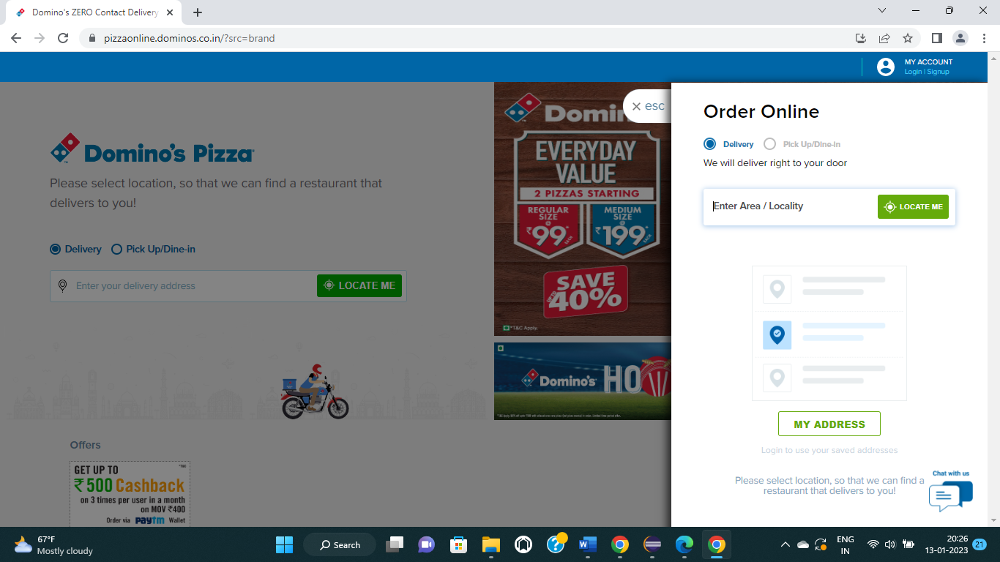 Domino's ZERO Contact Delivery
pizzaonline.dominos.co.in/?src=brand
MY ACCOUNT
Login | Signup
Domino's Pizza
Please select location, so that we can find a restaurant that
delivers to you!
Delivery Pick Up/Dine-in
Enter your delivery address LOCATE ME
Offers
GET UP TO *T&C
₹500 Cashback
on 3 times per user in a month
on MOV ₹400
Order via paytm Wallet
Domin
EVERYDAY
VALUE
2 PIZZAS STARTING
REGULAR
SIZE
@
₹99*
EACH
MEDIUM
SIZE
@
₹199*
EACH
SAVE
UPTO
40%
*T&C Apply.
Domino's HO
esc
Order Online
Delivery Pick Up/Dine-in
We will deliver right to your door
Enter Area / Locality LOCATE ME
MY ADDRESS
Login to use your saved addresses
Please select location, so that we can find a
restaurant that delivers to you!
Chat with us
67°F
Mostly cloudy
Search
ENG
IN
20:26
13-01-2023
21